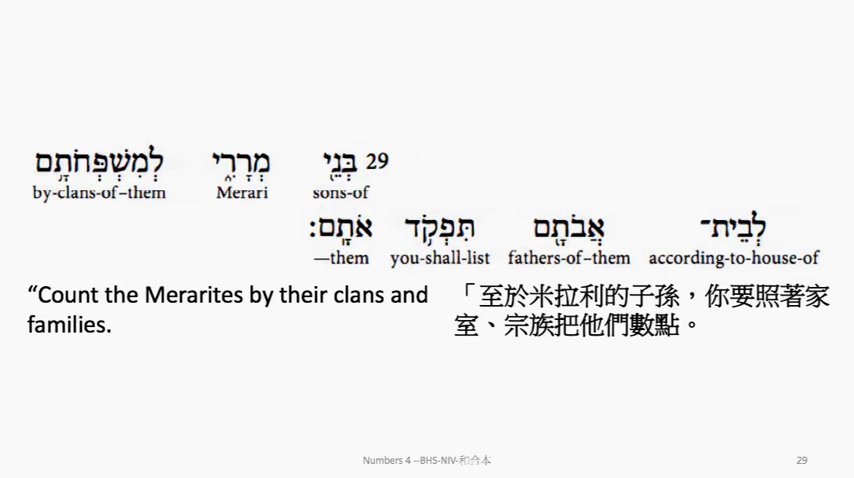 29 בְּנֵ֖י מְרָרִ֑י לְמִשְׁפְּחֹתָ֥ם
by-clans-of–them Merari sons-of
לְבֵית־ אֲבֹתָ֖ם תִּפְקֹ֥ד אֹתָֽם׃
—them you-shall-list fathers-of–them according-to-house-of
“Count the Merarites by their clans and
families.
「至於米拉利的子孫，你要照著家
室、宗族把他們數點。
Numbers 4 --BHS-NIV-和合本
29